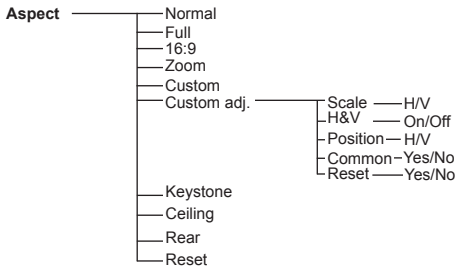 Aspect Normal
Full
16:9
Zoom
Custom
Custom adj. Scale H/V
H&V On/Off
Position H/V
Common Yes/No
Reset Yes/No
Keystone
Ceiling
Rear
Reset